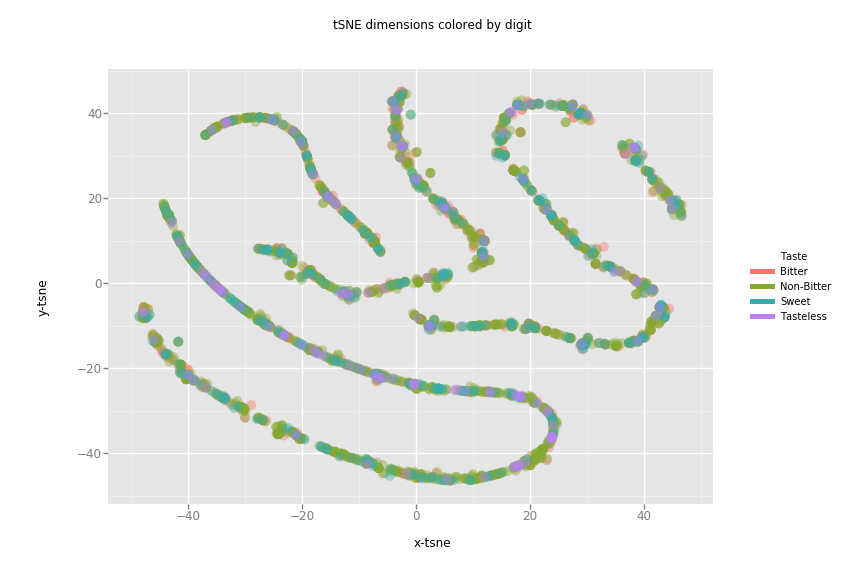 tSNE dimensions colored by digit
40
20
0
−20
−40
y-tsne
−40
−20
0
20
40
x-tsne
Taste
Bitter
Non-Bitter
Sweet
Tasteless